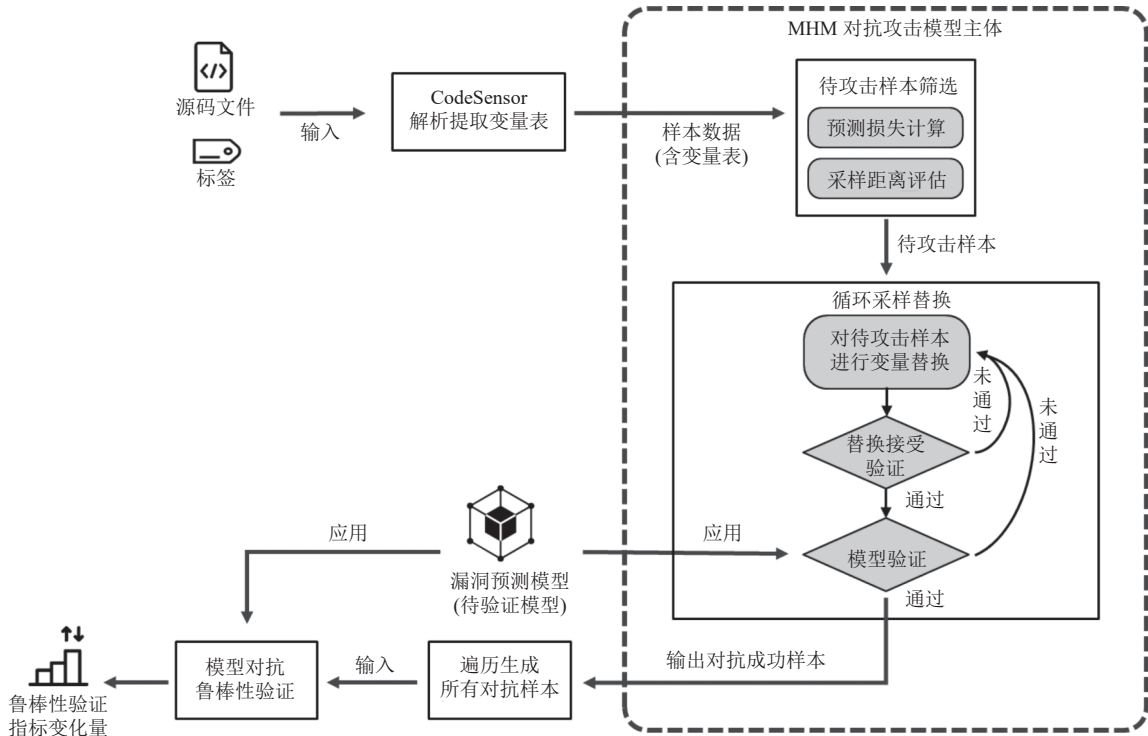 MHM 对抗攻击模型主体
源码文件
标签
输入
CodeSensor
解析提取变量表
样本数据
(含变量表)
待攻击样本筛选
预测损失计算
采样距离评估
待攻击样本
循环采样替换
对待攻击样本
进行变量替换
未
通
过
未
通
过
替换接受
验证
通过
模型验证
通过
应用
应用
漏洞预测模型
(待验证模型)
输出对抗成功样本
遍历生成
所有对抗样本
输入
模型对抗
鲁棒性验证
鲁棒性验证
指标变化量